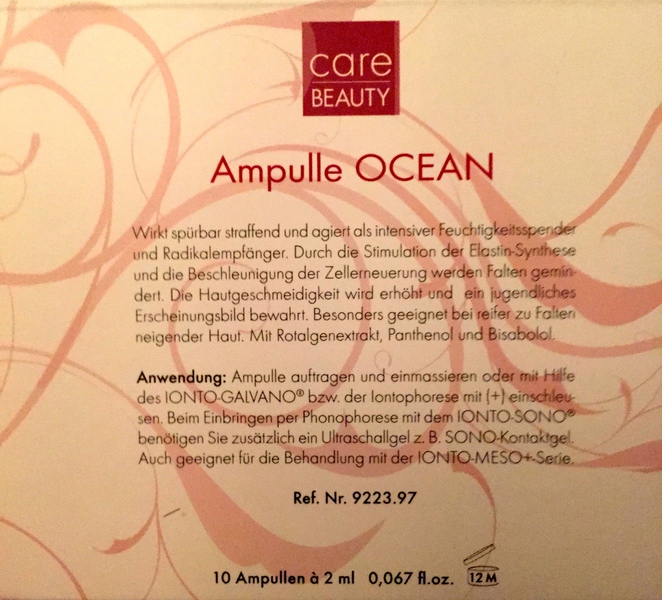 care
BEAUTY
Ampulle OCEAN
Wirkt spürbar straffend und agiert als intensiver Feuchtigkeitsspender
und Radikalempfänger. Durch die Stimulation der Elastin-Synthese
und die Beschleunigung der Zellerneuerung werden Falten gemin-
dert. Die Hautgeschmeidigkeit wird erhöht und ein jugendliches
Erscheinungsbild bewahrt. Besonders geeignet bei reifer zu Falten
neigender Haut. Mit Rotalgenextrakt, Panthenol und Bisabolol.
Anwendung: Ampulle auftragen und einmassieren oder mit Hilfe
des IONTO-GALVANO® bzw. der Iontophorese mit (+) einschleu-
sen. Beim Einbringen per Phonophorese mit dem IONTO-SONO®
benötigen Sie zusätzlich ein Ultraschallgel z. B. SONO-Kontaktgel.
Auch geeignet für die Behandlung mit der IONTO-MESO+-Serie.
Ref. Nr. 9223.97
10 Ampullen à 2 ml 0,067 fl.oz. 12 M